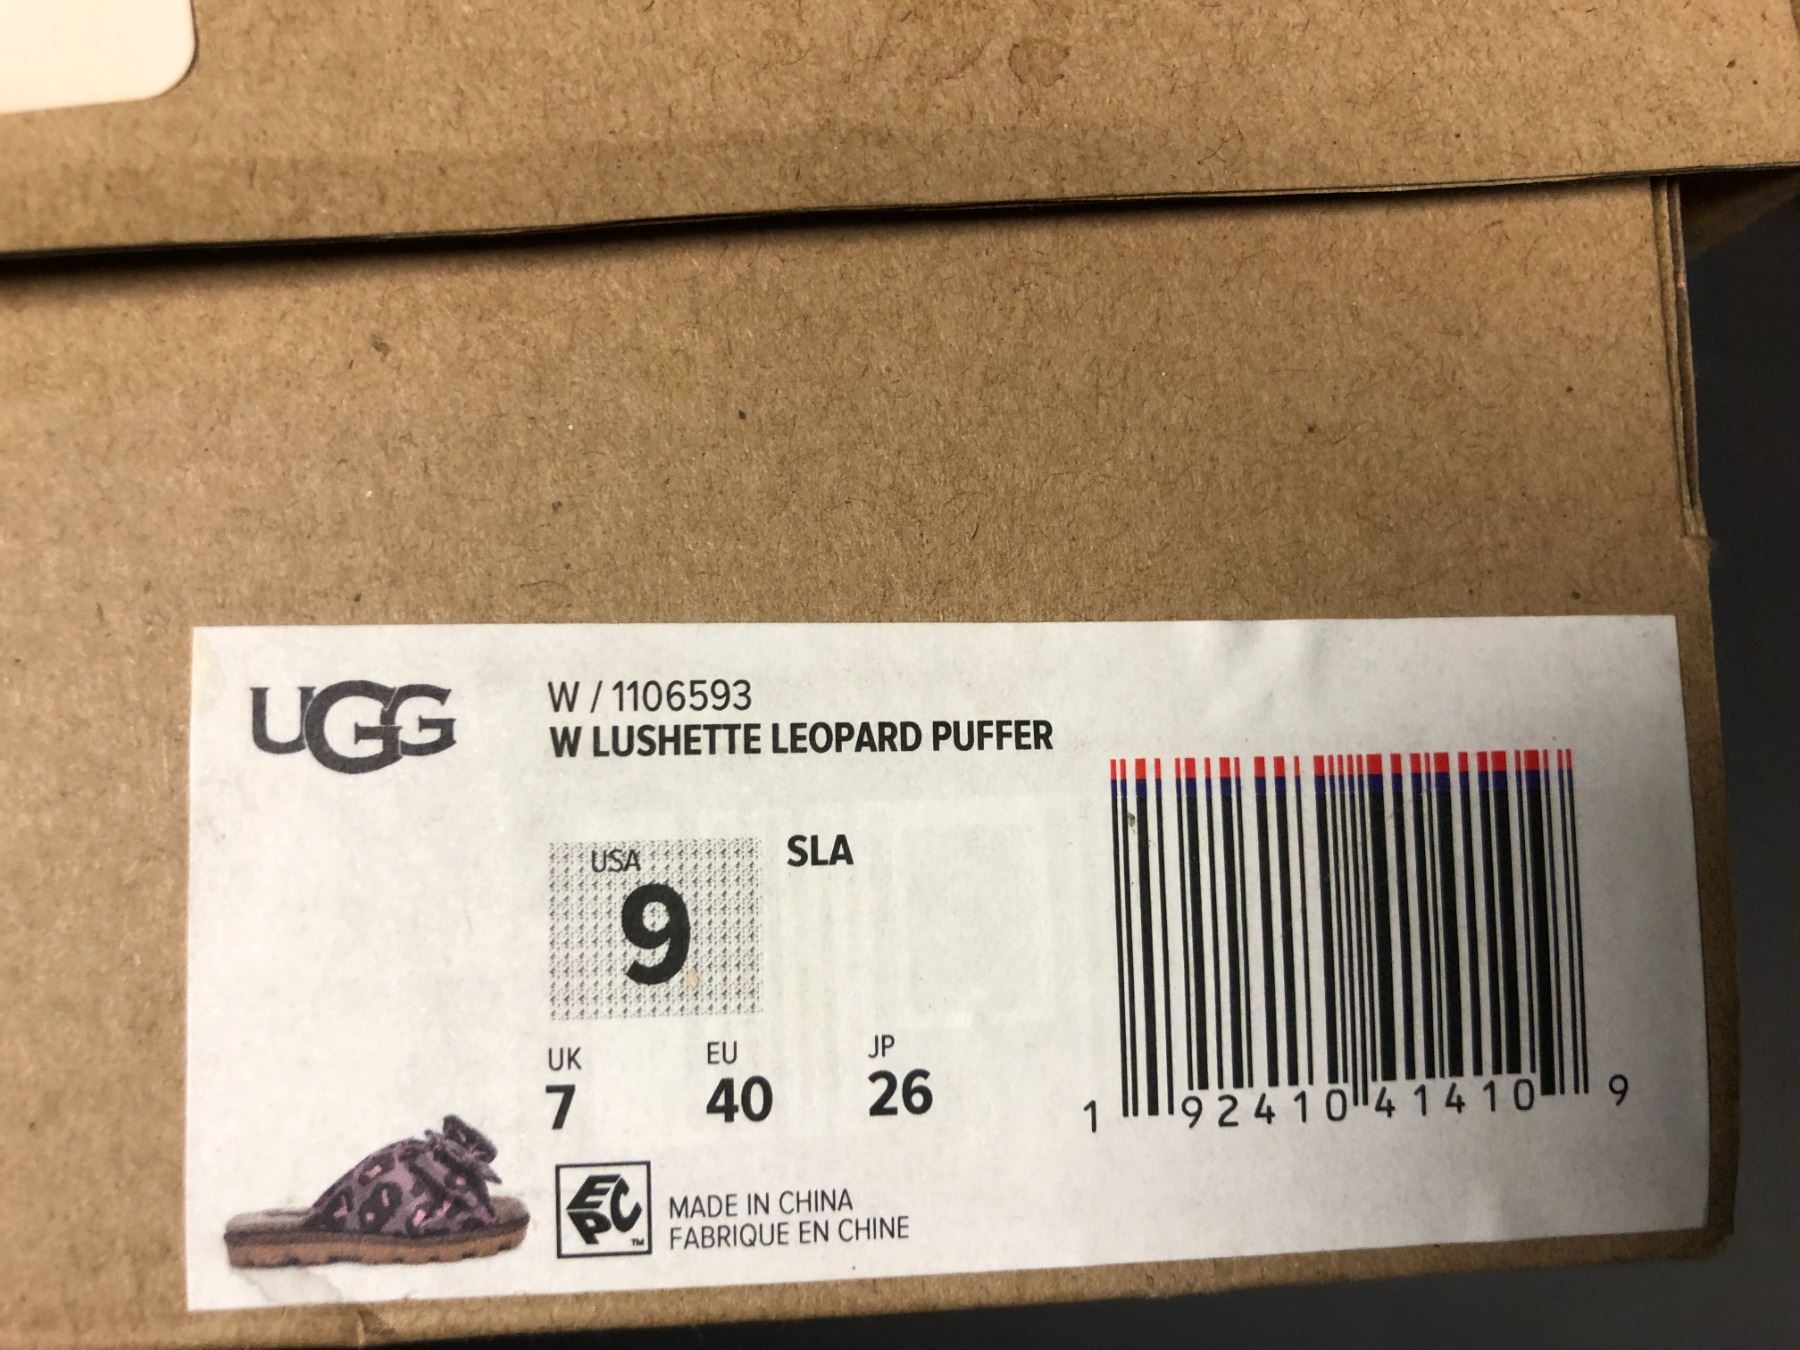 UGG
W / 1106593
W LUSHETTE LEOPARD PUFFER
USA
9
SLA
UK EU JP
7 40 26
1 92410 41410 9
EPC ™
MADE IN CHINA
FABRIQUE EN CHINE